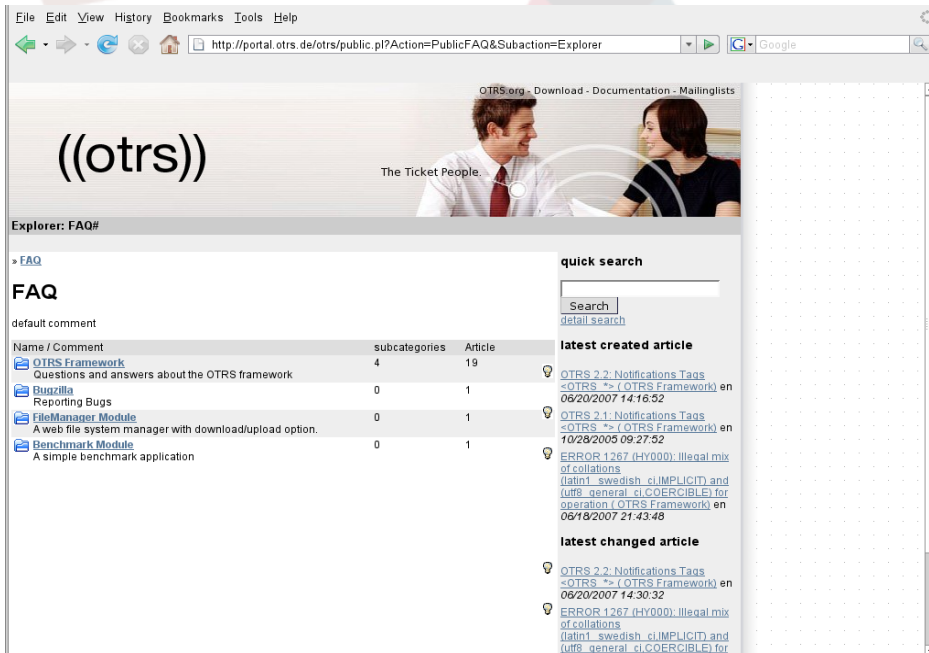 File Edit View History Bookmarks Tools Help
http://portal.otrs.de/otrs/public.pl?Action=PublicFAQ&Subaction=Explorer
G Google
OTRS.org - Download - Documentation - Mailinglists
((otrs))
The Ticket People.
Explorer: FAQ#
» FAQ
FAQ
default comment
Name / Comment subcategories Article
OTRS Framework 4 19
Questions and answers about the OTRS framework
Bugzilla 0 1
Reporting Bugs
FileManager Module 0 1
A web file system manager with download/upload option.
Benchmark Module 0 1
A simple benchmark application
quick search
Search
detail search
latest created article
OTRS 2.2: Notifications Tags
<OTRS_*> ( OTRS Framework) en
06/20/2007 14:16:52
OTRS 2.1: Notifications Tags
<OTRS_*> ( OTRS Framework) en
10/28/2005 09:27:52
ERROR 1267 (HY000): Illegal mix
of collations
(latin1_swedish_ci,IMPLICIT) and
(utf8_general_ci,COERCIBLE) for
operation ( OTRS Framework) en
06/18/2007 21:43:48
latest changed article
OTRS 2.2: Notifications Tags
<OTRS_*> ( OTRS Framework) en
06/20/2007 14:30:32
ERROR 1267 (HY000): Illegal mix
of collations
(latin1_swedish_ci,IMPLICIT) and
(utf8_general_ci,COERCIBLE) for